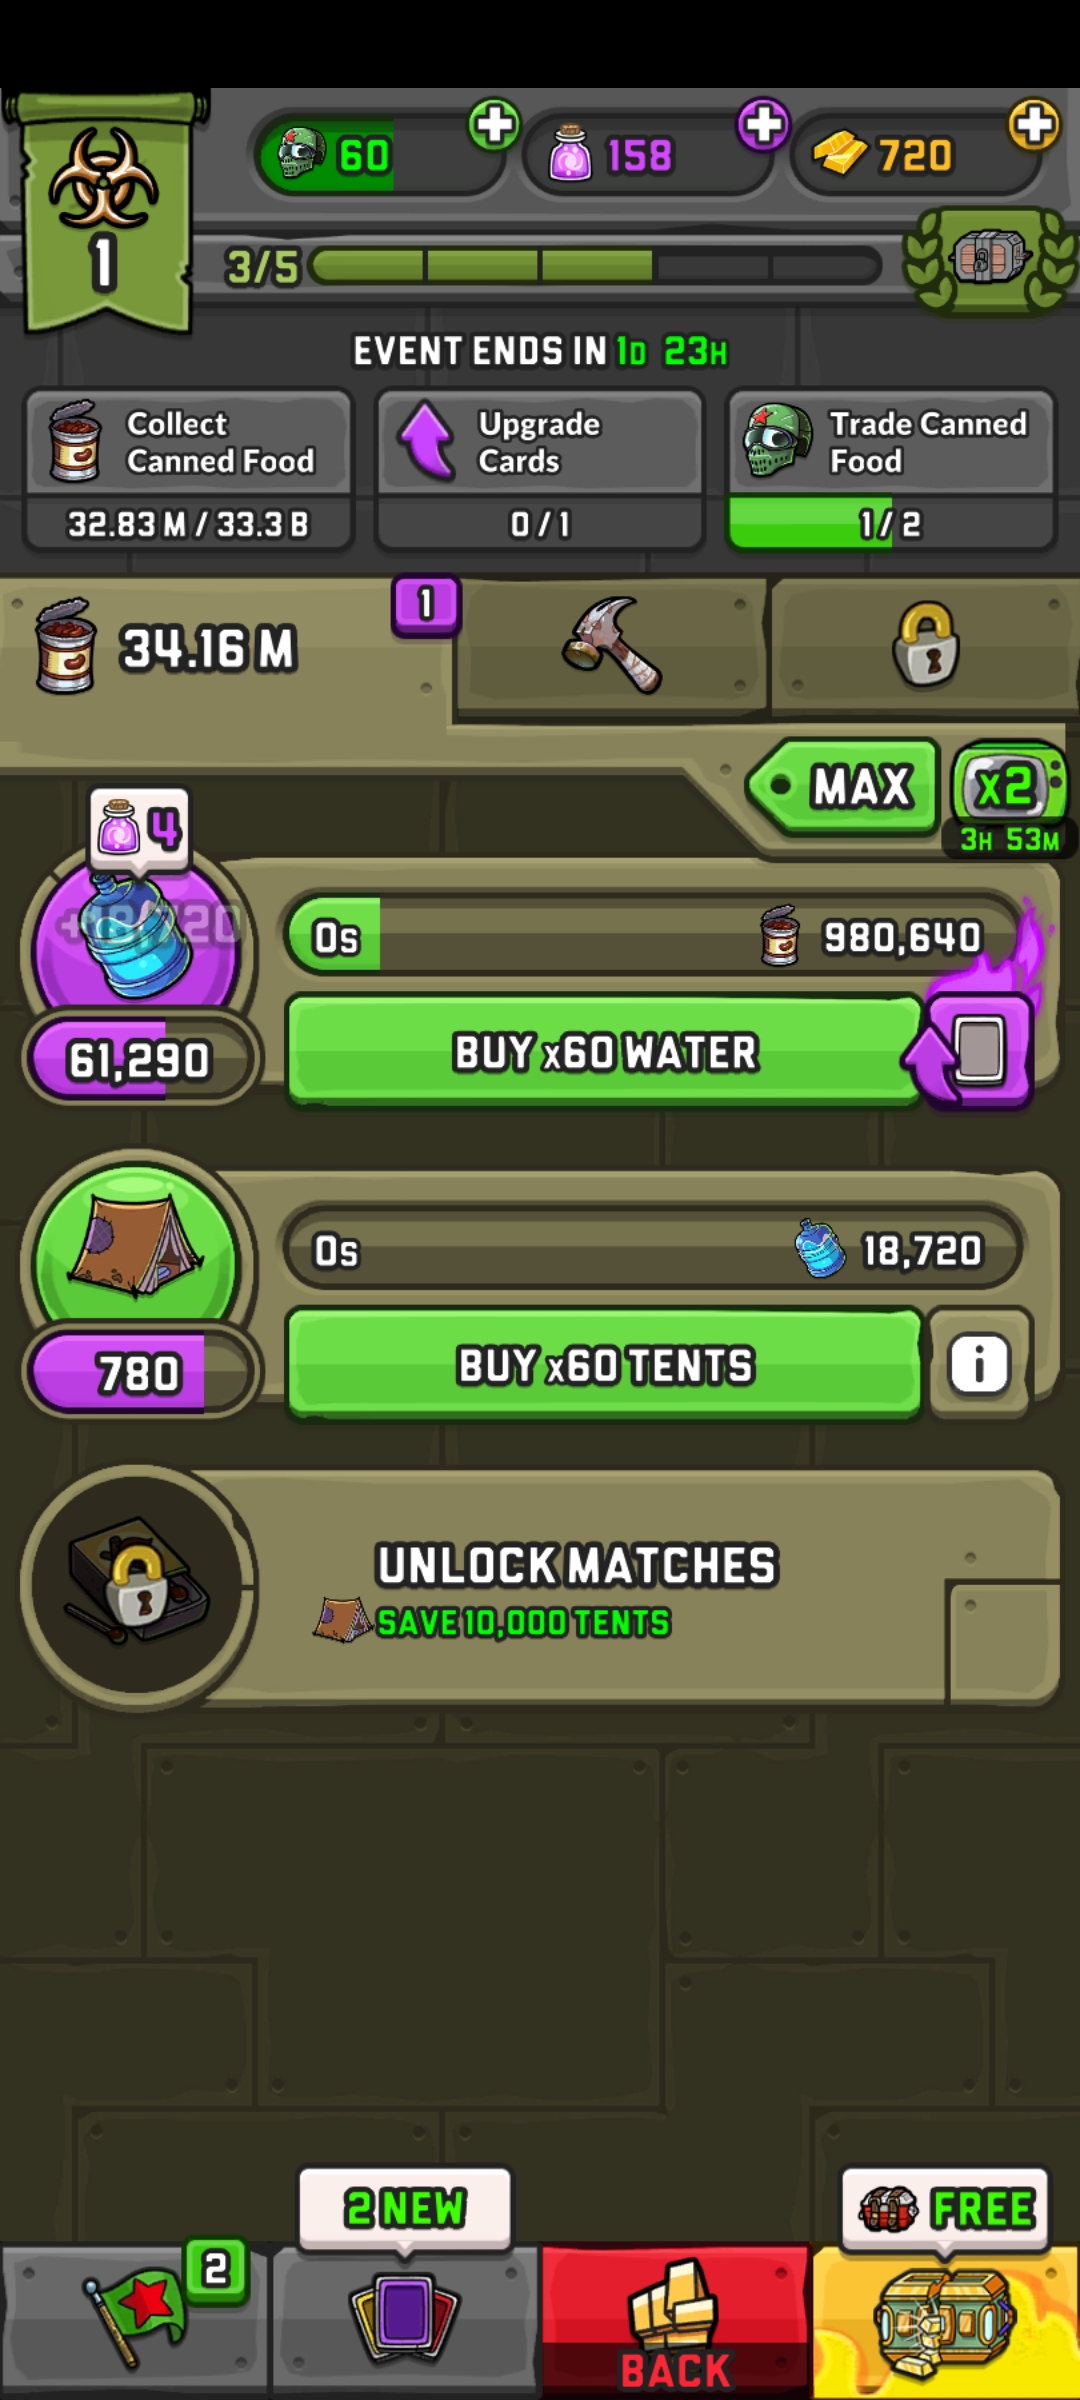 60
158
720
1
3/5
EVENT ENDS IN 1D 23H
Collect
Canned Food
32.83 M / 33.3 B
Upgrade
Cards
0 / 1
Trade Canned
Food
1 / 2
34.16 M
1
MAX
x2
3H 53M
4
+18,720
0s
980,640
61,290
BUY x60 WATER
0s
18,720
780
BUY x60 TENTS
i
UNLOCK MATCHES
SAVE 10,000 TENTS
2 NEW
FREE
2
BACK